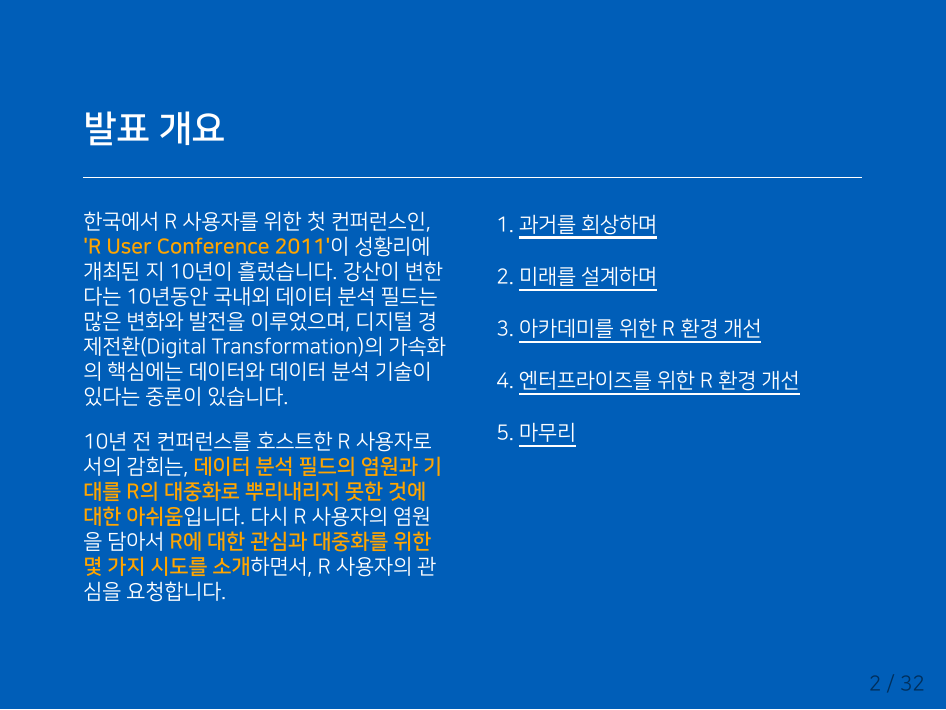 발표 개요
한국에서 R 사용자를 위한 첫 컨퍼런스인,
'R User Conference 2011'이 성황리에
개최된 지 10년이 흘렀습니다. 강산이 변한
다는 10년동안 국내외 데이터 분석 필드는
많은 변화와 발전을 이루었으며, 디지털 경
제전환(Digital Transformation)의 가속화
의 핵심에는 데이터와 데이터 분석 기술이
있다는 중론이 있습니다.
10년 전 컨퍼런스를 호스트한 R 사용자로
서의 감회는, 데이터 분석 필드의 염원과 기
대를 R의 대중화로 뿌리내리지 못한 것에
대한 아쉬움입니다. 다시 R 사용자의 염원
을 담아서 R에 대한 관심과 대중화를 위한
몇 가지 시도를 소개하면서, R 사용자의 관
심을 요청합니다.
1. 과거를 회상하며
2. 미래를 설계하며
3. 아카데미를 위한 R 환경 개선
4. 엔터프라이즈를 위한 R 환경 개선
5. 마무리
2 / 32